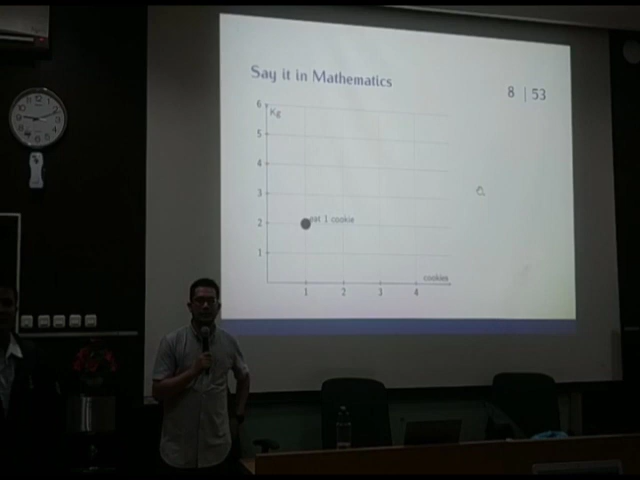 Say it in Mathematics
8 | 53
6
Kg
5
4
3
2
eat 1 cookie
1
cookies
1 2 3 4